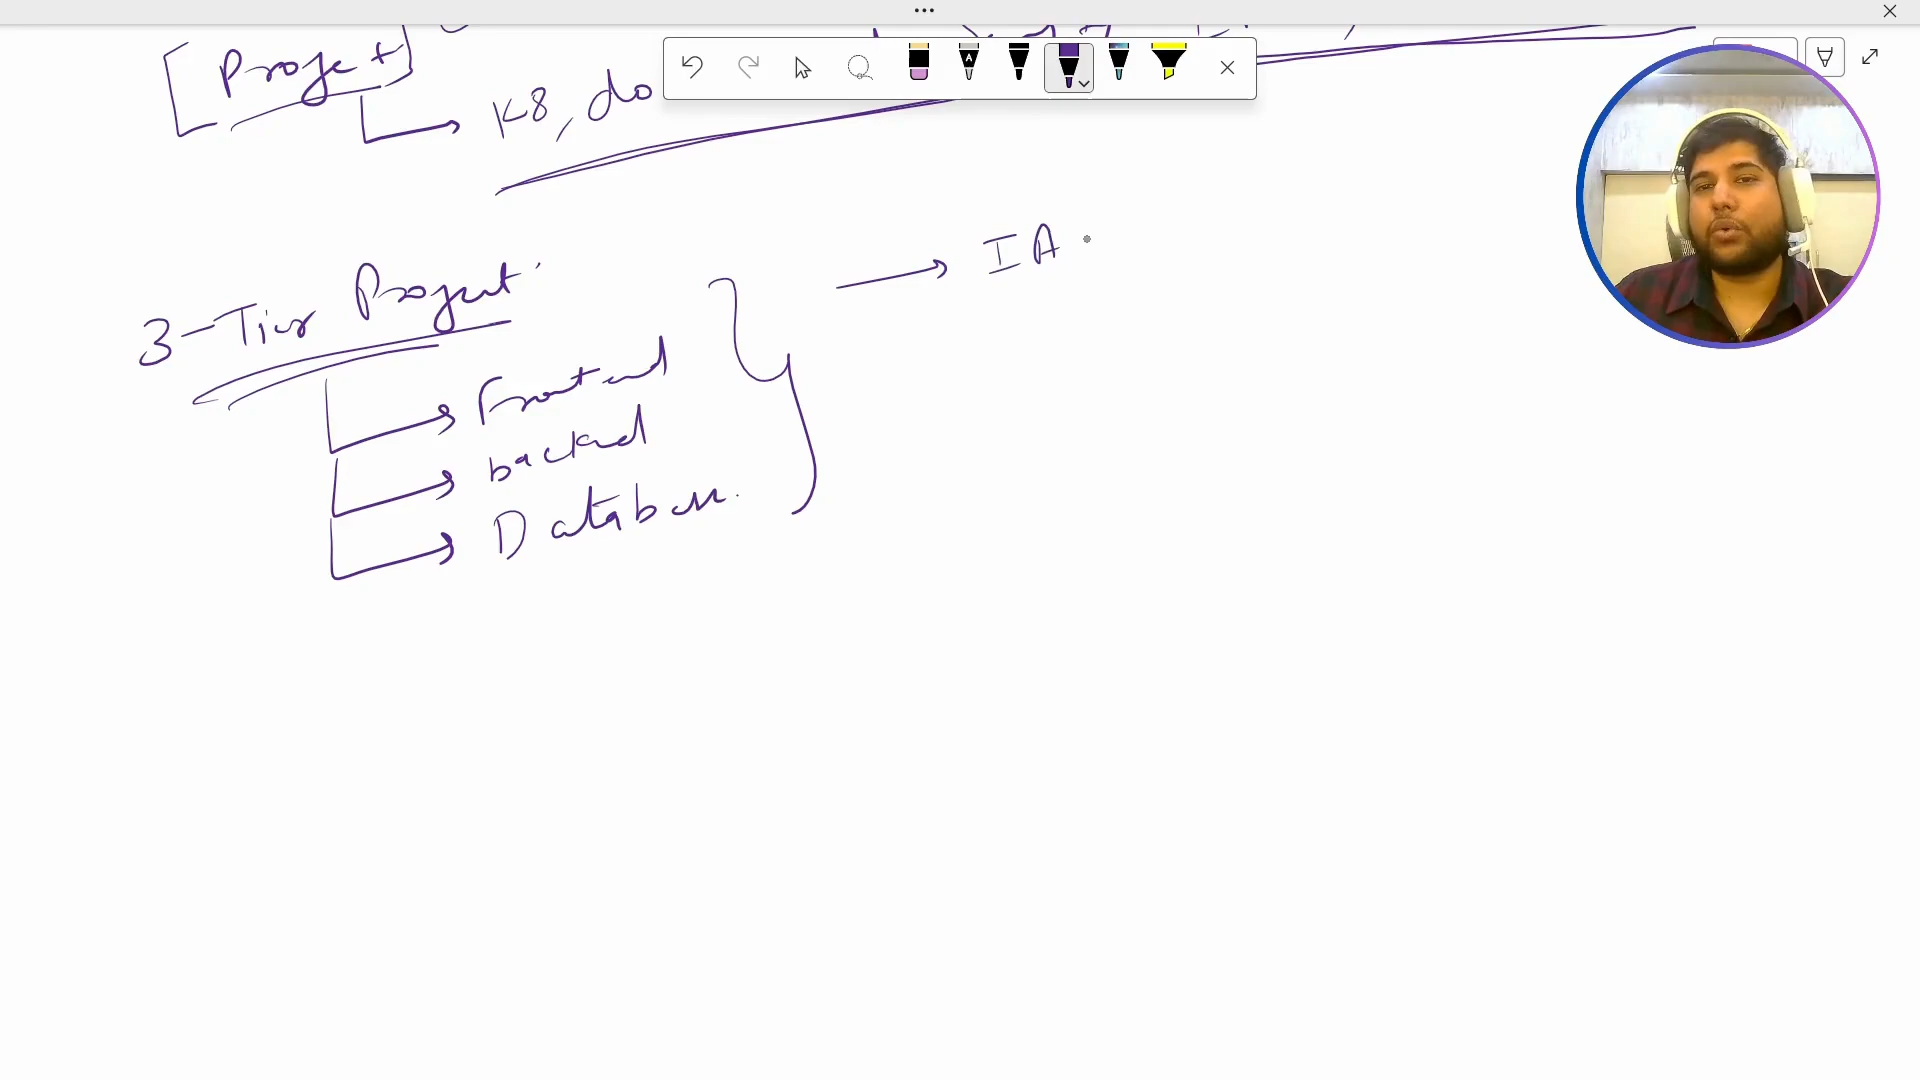 [Project]
K8, do
3-Tier Project
IA
Frontend
backend
Database